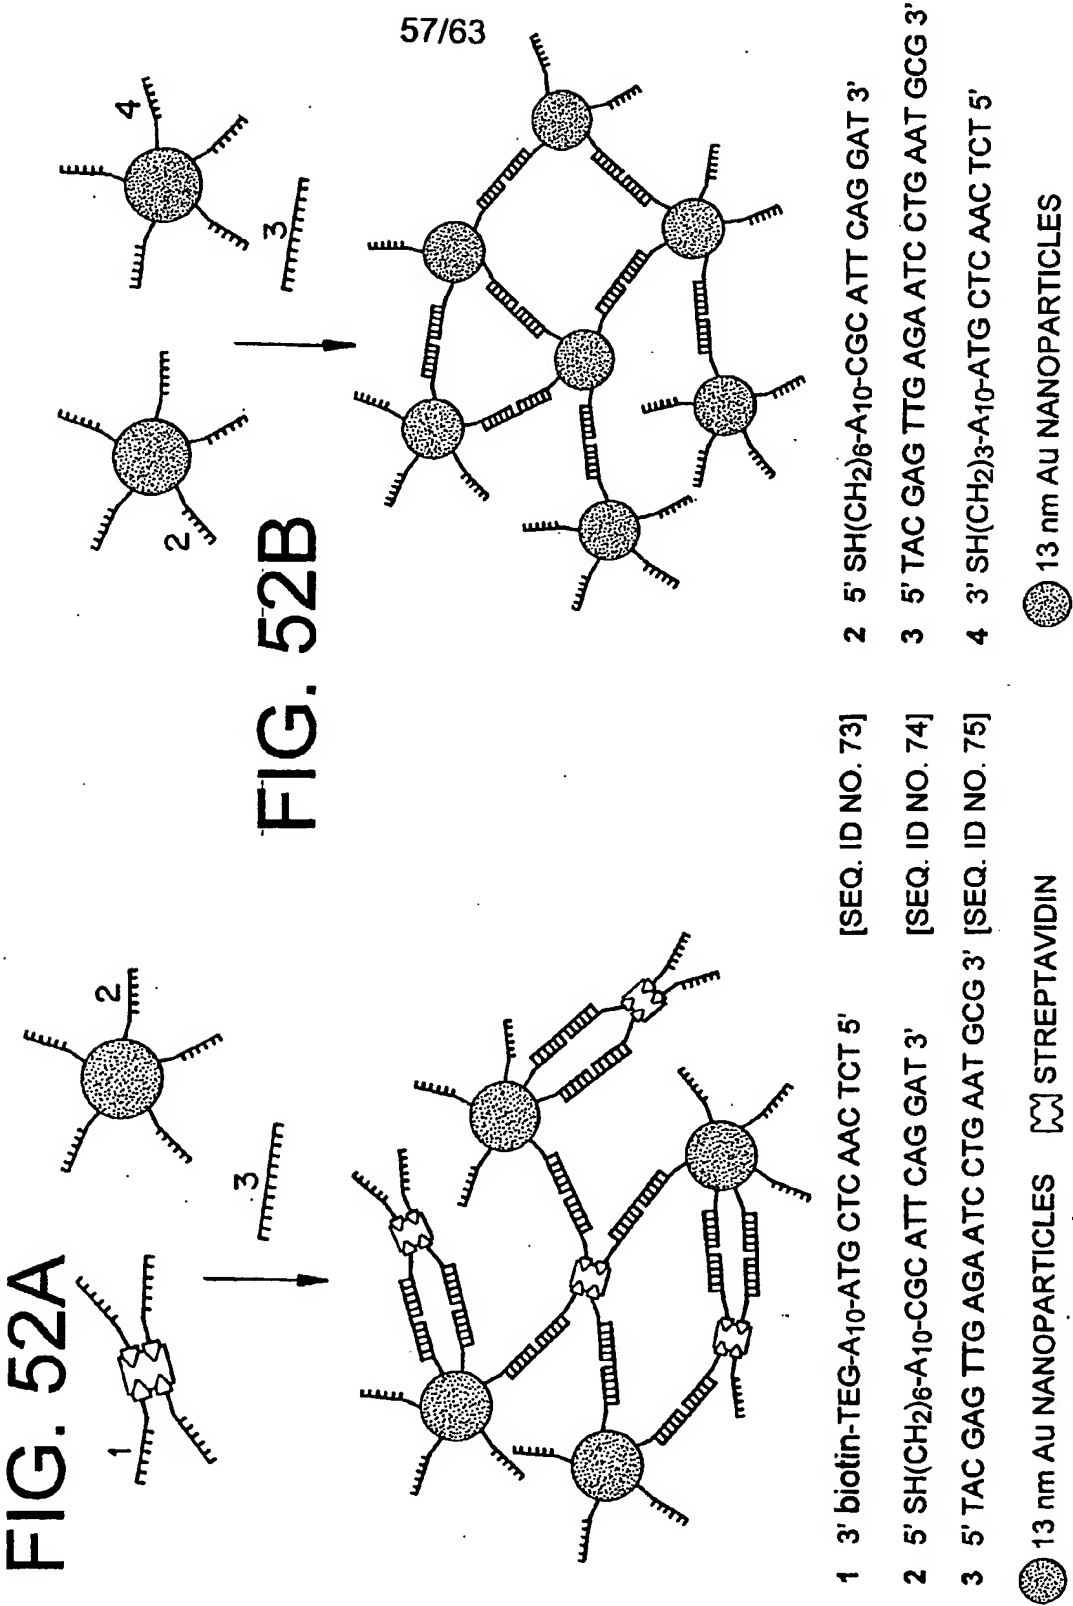 57/63
FIG. 52A
1
2
3
1 3' biotin-TEG-A10-ATG CTC AAC TCT 5' [SEQ. ID NO. 73]
2 5' SH(CH2)6-A10-CGC ATT CAG GAT 3' [SEQ. ID NO. 74]
3 5' TAC GAG TTG AGA ATC CTG AAT GCG 3' [SEQ. ID NO. 75]
13 nm Au NANOPARTICLES STREPTAVIDIN
FIG. 52B
2
4
3
2 5' SH(CH2)6-A10-CGC ATT CAG GAT 3'
3 5' TAC GAG TTG AGA ATC CTG AAT GCG 3'
4 3' SH(CH2)3-A10-ATG CTC AAC TCT 5'
13 nm Au NANOPARTICLES